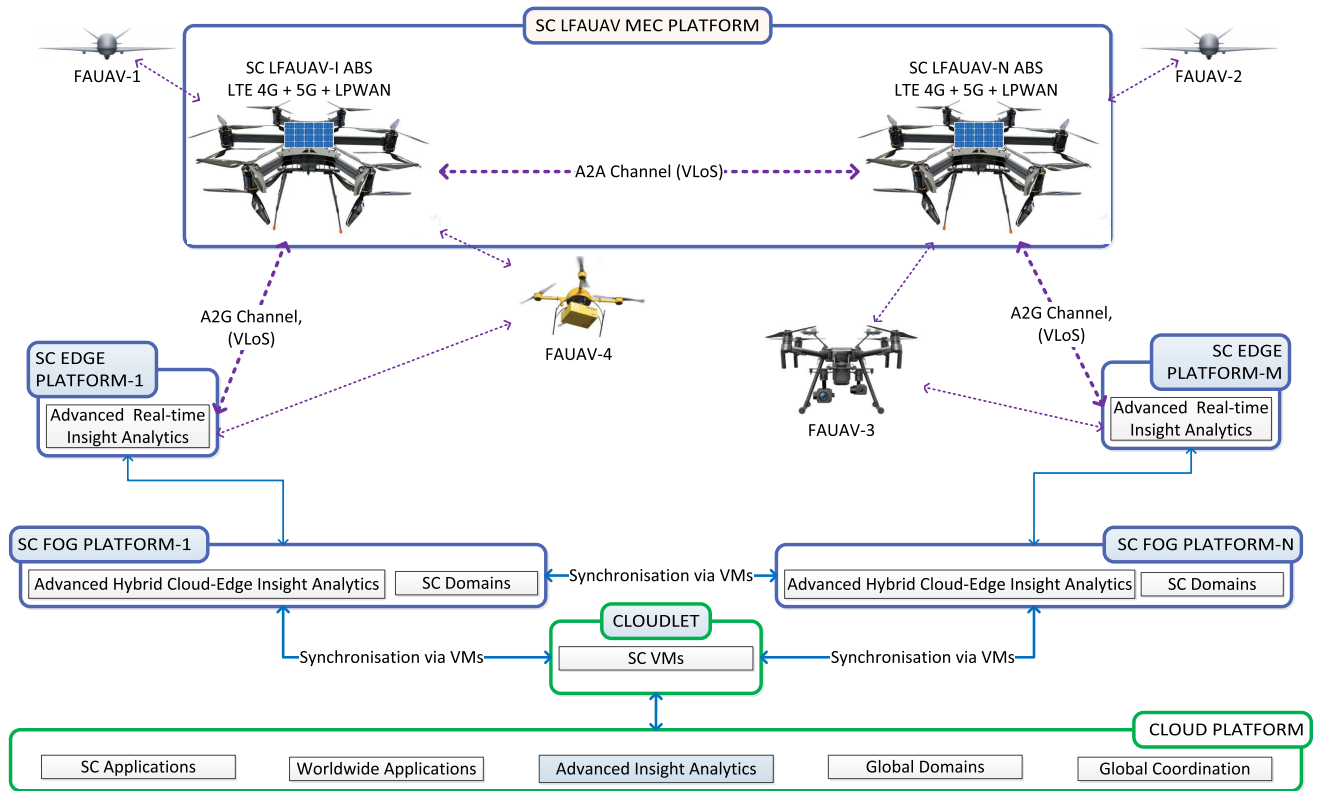 SC LFAUAV MEC PLATFORM
FAUAV-1
SC LFAUAV-I ABS
LTE 4G + 5G + LPWAN
SC LFAUAV-N ABS
LTE 4G + 5G + LPWAN
FAUAV-2
A2A Channel (VLoS)
A2G Channel,
(VLoS)
FAUAV-4
FAUAV-3
A2G Channel,
(VLoS)
SC EDGE
PLATFORM-1
Advanced Real-time
Insight Analytics
SC EDGE
PLATFORM-M
Advanced Real-time
Insight Analytics
SC FOG PLATFORM-1
Advanced Hybrid Cloud-Edge Insight Analytics
SC Domains
Synchronisation via VMs
SC FOG PLATFORM-N
Advanced Hybrid Cloud-Edge Insight Analytics
SC Domains
Synchronisation via VMs
CLOUDLET
SC VMs
Synchronisation via VMs
CLOUD PLATFORM
SC Applications
Worldwide Applications
Advanced Insight Analytics
Global Domains
Global Coordination